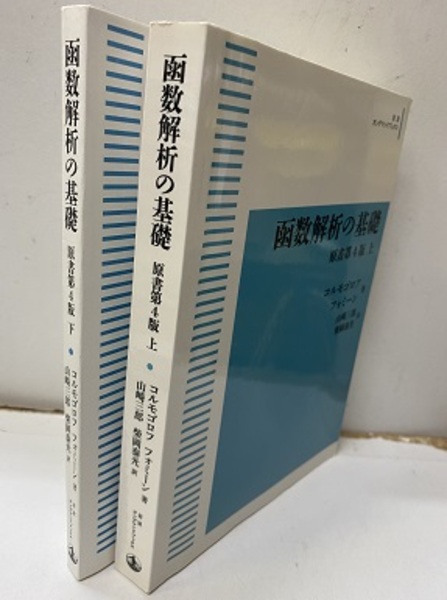 函数解析の基礎 原書第4版 下
コルモゴロフ フォミーン 著
山崎三郎 柴岡泰光 訳
函数解析の基礎 原書第4版 上
コルモゴロフ フォミーン 著
山崎三郎 柴岡泰光 訳
函数解析の基礎
原書第4版 上
コルモゴロフ
フォミーン 著